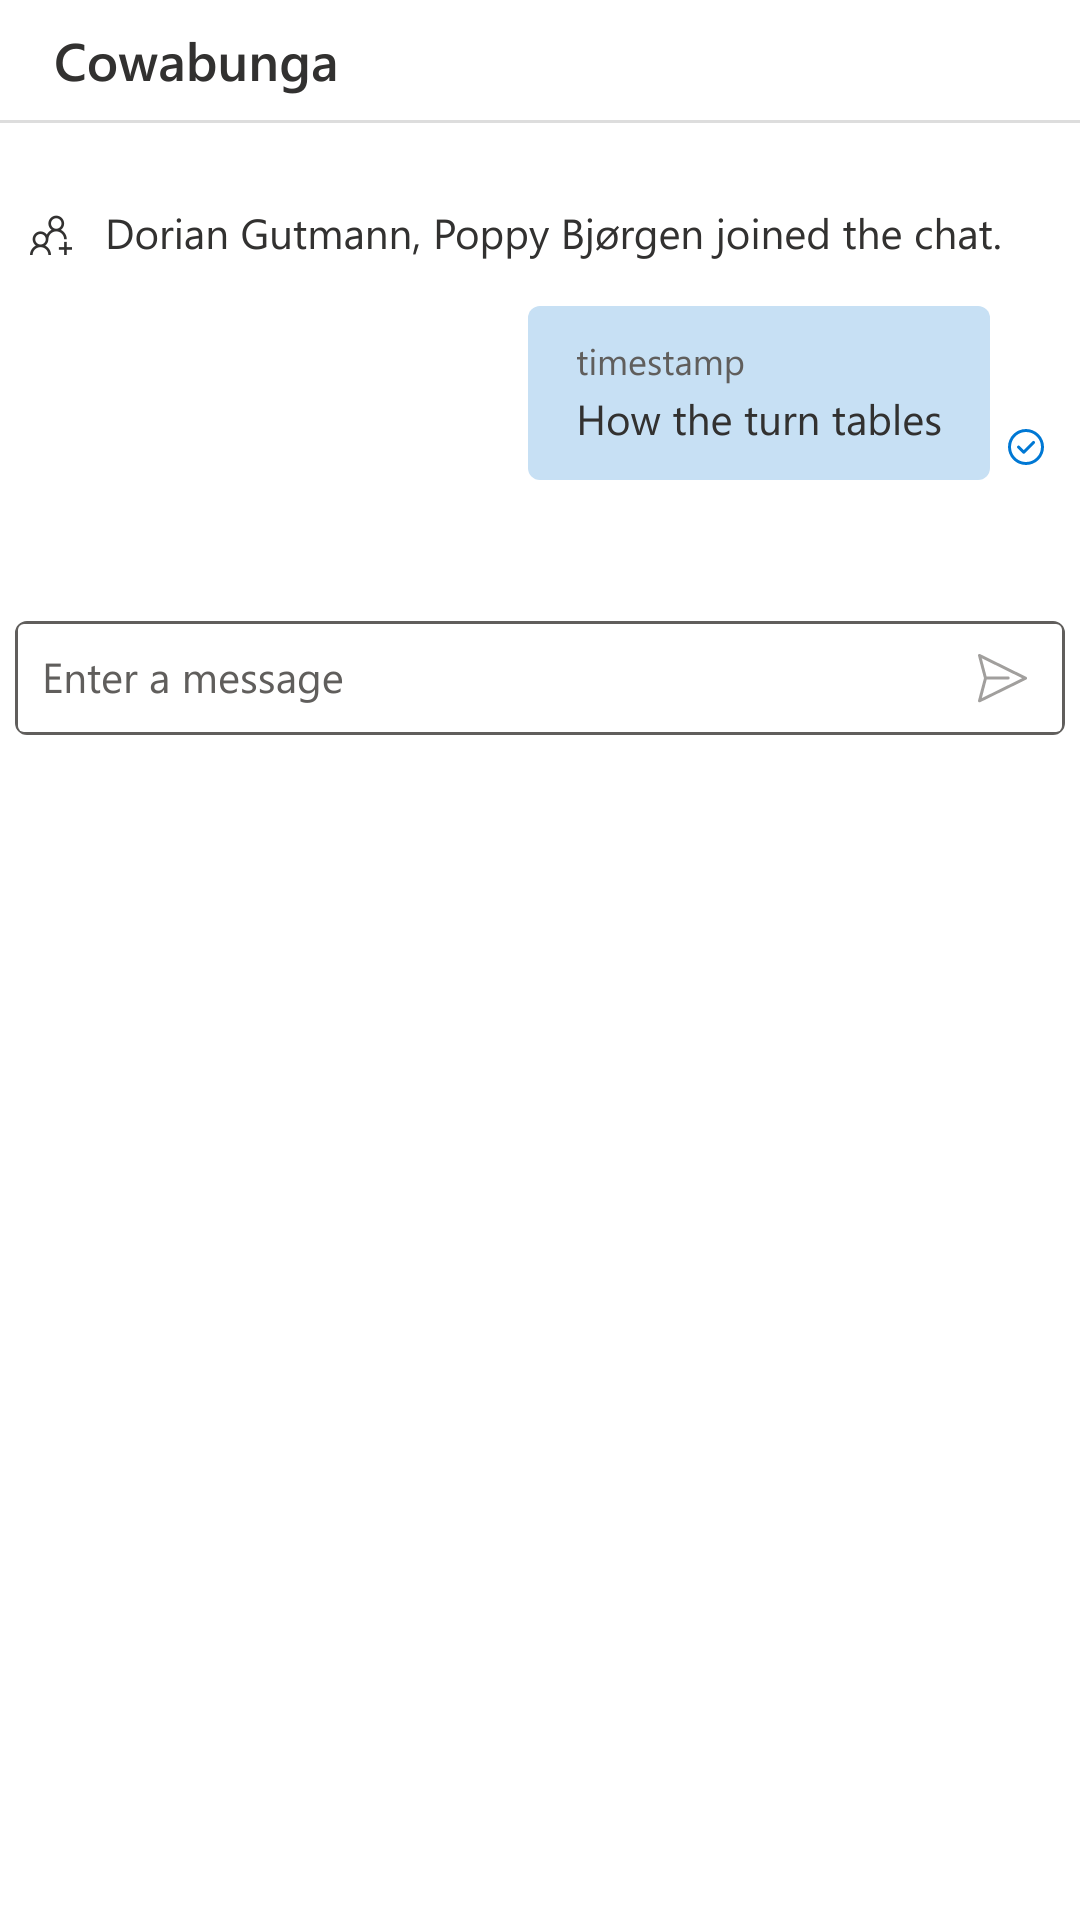 Cowabunga
Dorian Gutmann, Poppy Bjørgen joined the chat.
timestamp
How the turn tables
Enter a message